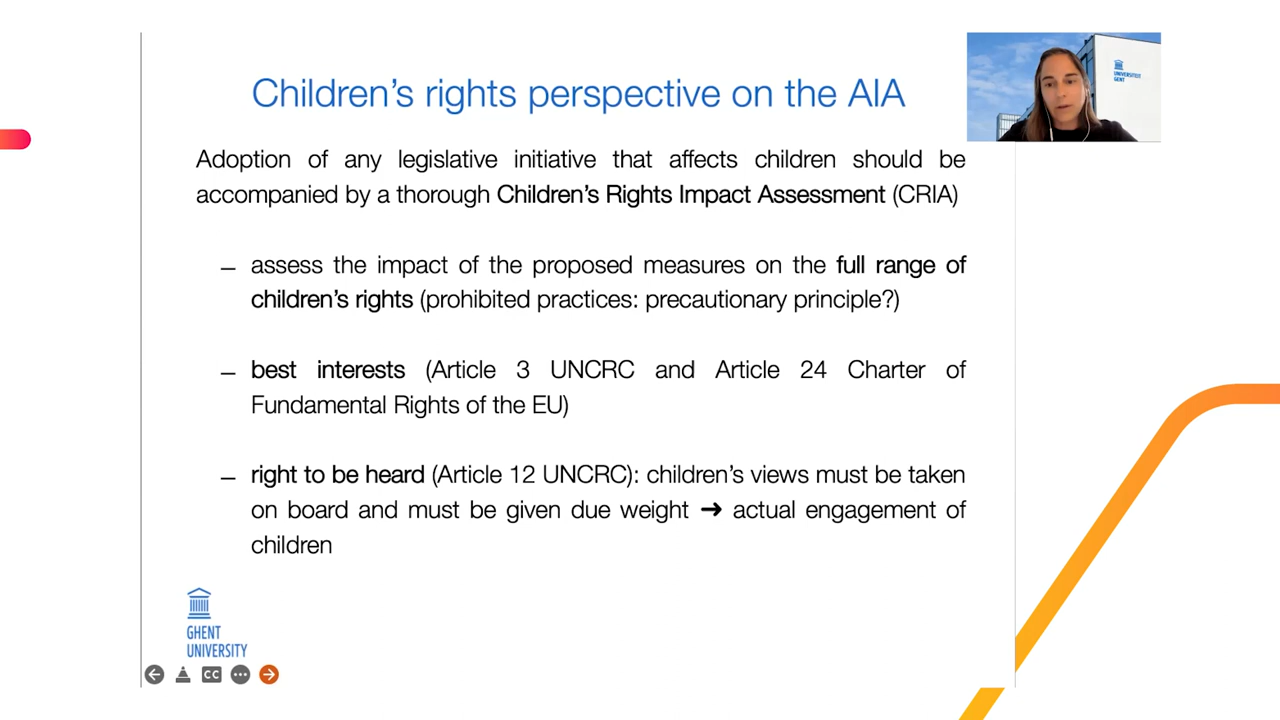 Children's rights perspective on the AIA
UNIVERSITEIT
GENT
Adoption of any legislative initiative that affects children should be
accompanied by a thorough Children's Rights Impact Assessment (CRIA)
– assess the impact of the proposed measures on the full range of
children's rights (prohibited practices: precautionary principle?)
– best interests (Article 3 UNCRC and Article 24 Charter of
Fundamental Rights of the EU)
– right to be heard (Article 12 UNCRC): children's views must be taken
on board and must be given due weight ➔ actual engagement of
children
GHENT
UNIVERSITY
CC